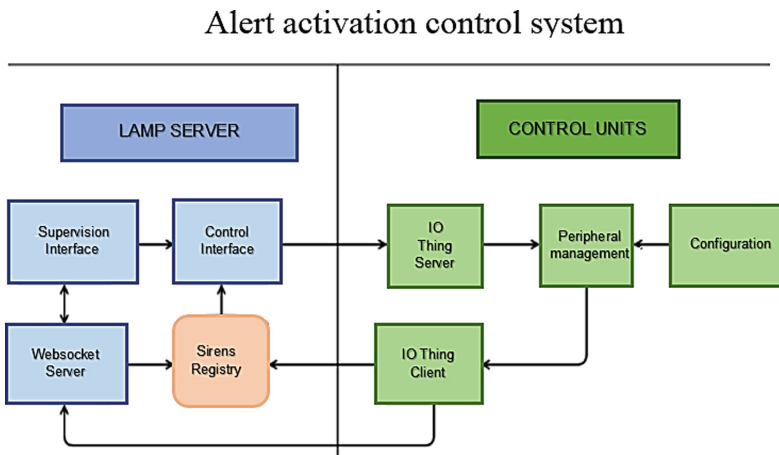 Alert activation control system
LAMP SERVER
CONTROL UNITS
Supervision
Interface
Control
Interface
IO
Thing
Server
Peripheral
management
Configuration
Websocket
Server
Sirens
Registry
IO Thing
Client